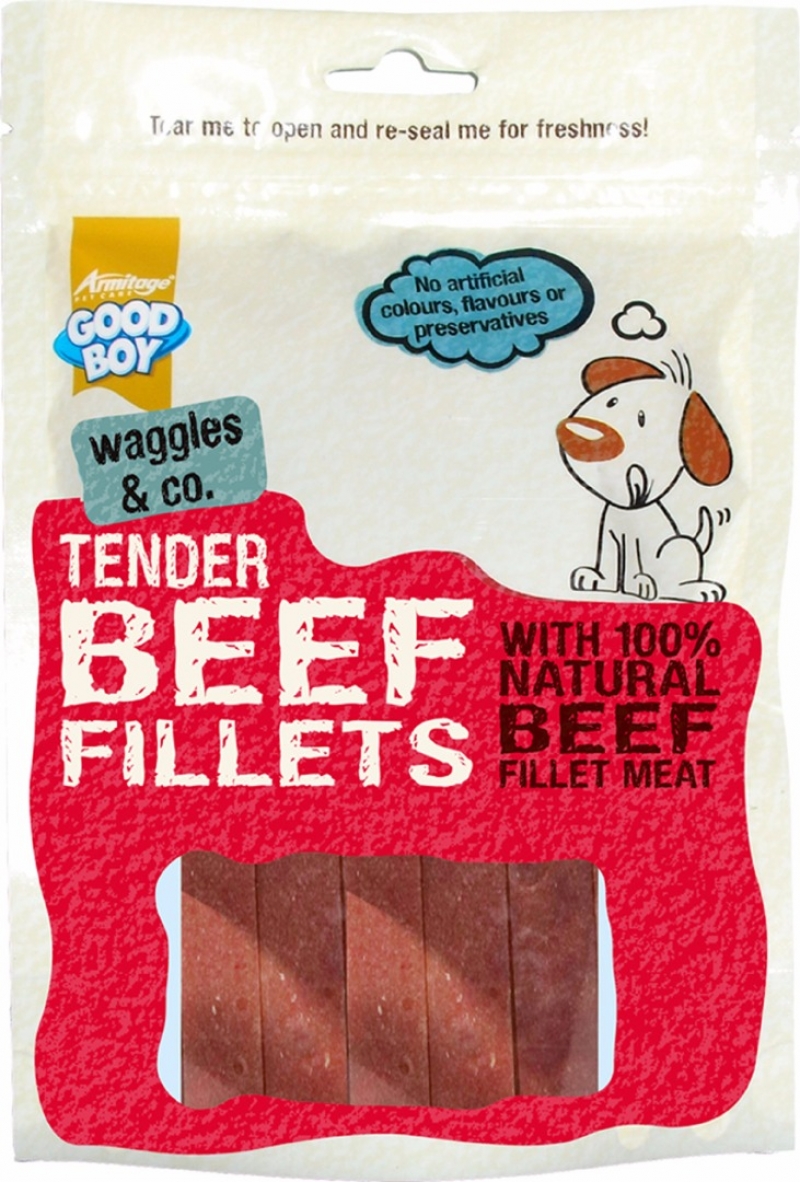 Tear me to open and re-seal me for freshness!
Armitage
PET CARE
GOOD
BOY
No artificial
colours, flavours or
preservatives
waggles
& co.
TENDER
BEEF
FILLETS
WITH 100%
NATURAL
BEEF
FILLET MEAT